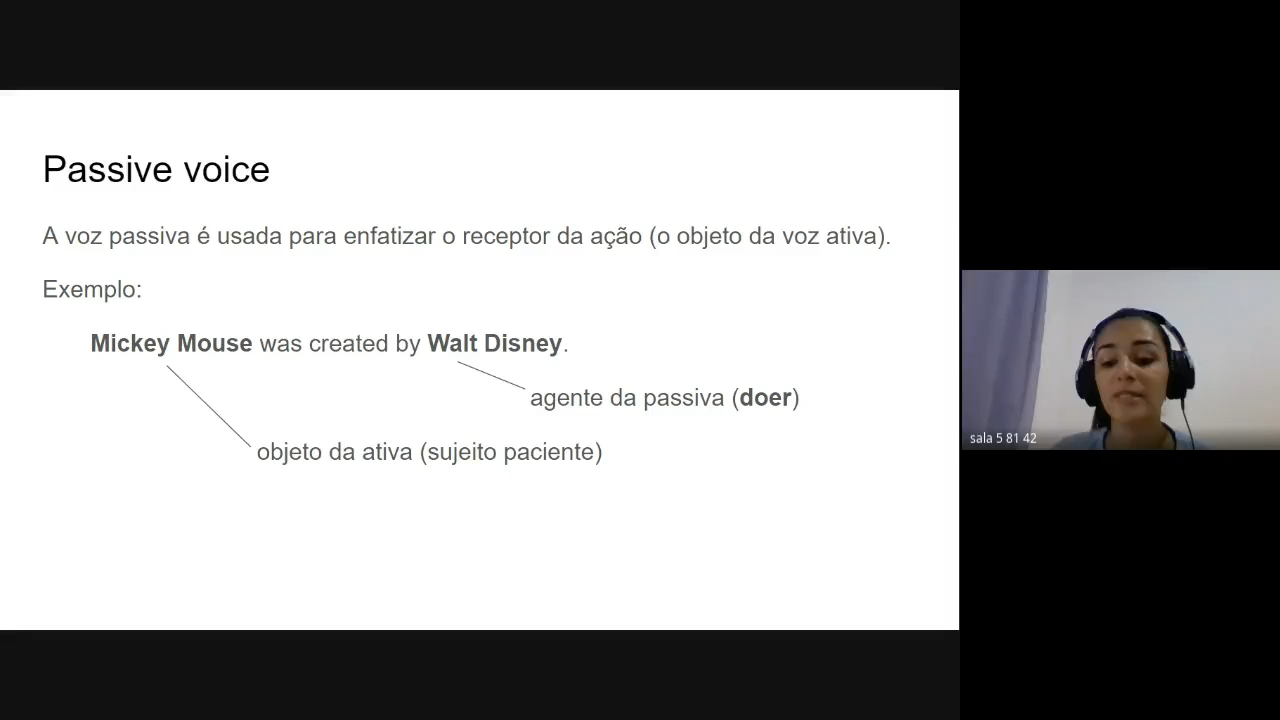 Passive voice
A voz passiva é usada para enfatizar o receptor da ação (o objeto da voz ativa).
Exemplo:
Mickey Mouse was created by Walt Disney.
agente da passiva (doer)
objeto da ativa (sujeito paciente)
sala 5 81 42